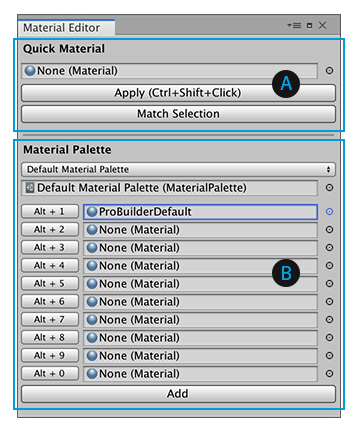 Material Editor
Quick Material
None (Material)
A
Apply (Ctrl+Shift+Click)
Match Selection
Material Palette
Default Material Palette
Default Material Palette (MaterialPalette)
Alt + 1 ProBuilderDefault
Alt + 2 None (Material)
Alt + 3 None (Material)
Alt + 4 None (Material)
B
Alt + 5 None (Material)
Alt + 6 None (Material)
Alt + 7 None (Material)
Alt + 8 None (Material)
Alt + 9 None (Material)
Alt + 0 None (Material)
Add